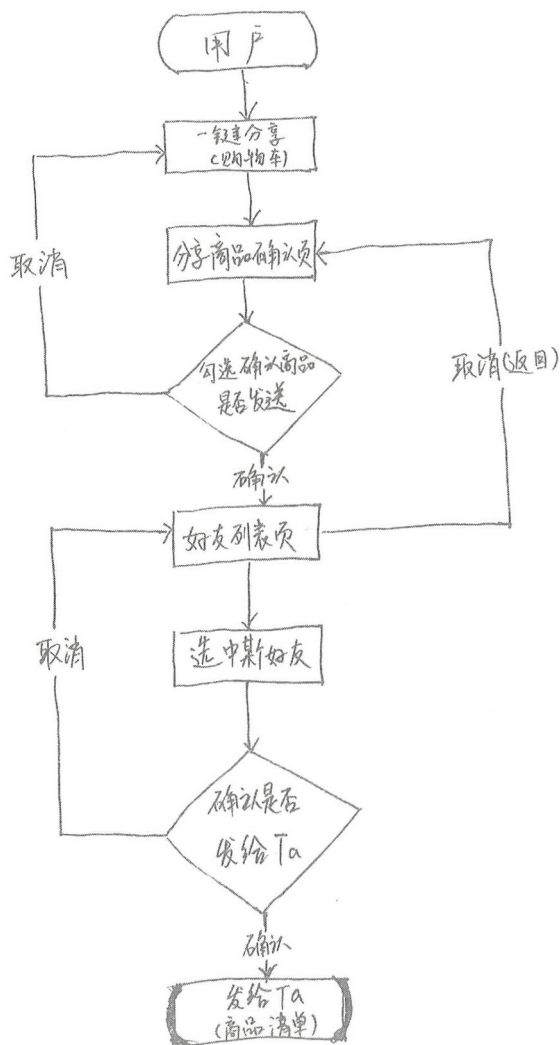 用户
一键分享
(购物车)
取消
分享商品确认页
勾选确认商品
是否发送
取消(返回)
确认
好友列表页
取消
选中某好友
确认是否
发给Ta
确认
发给Ta
(商品清单)